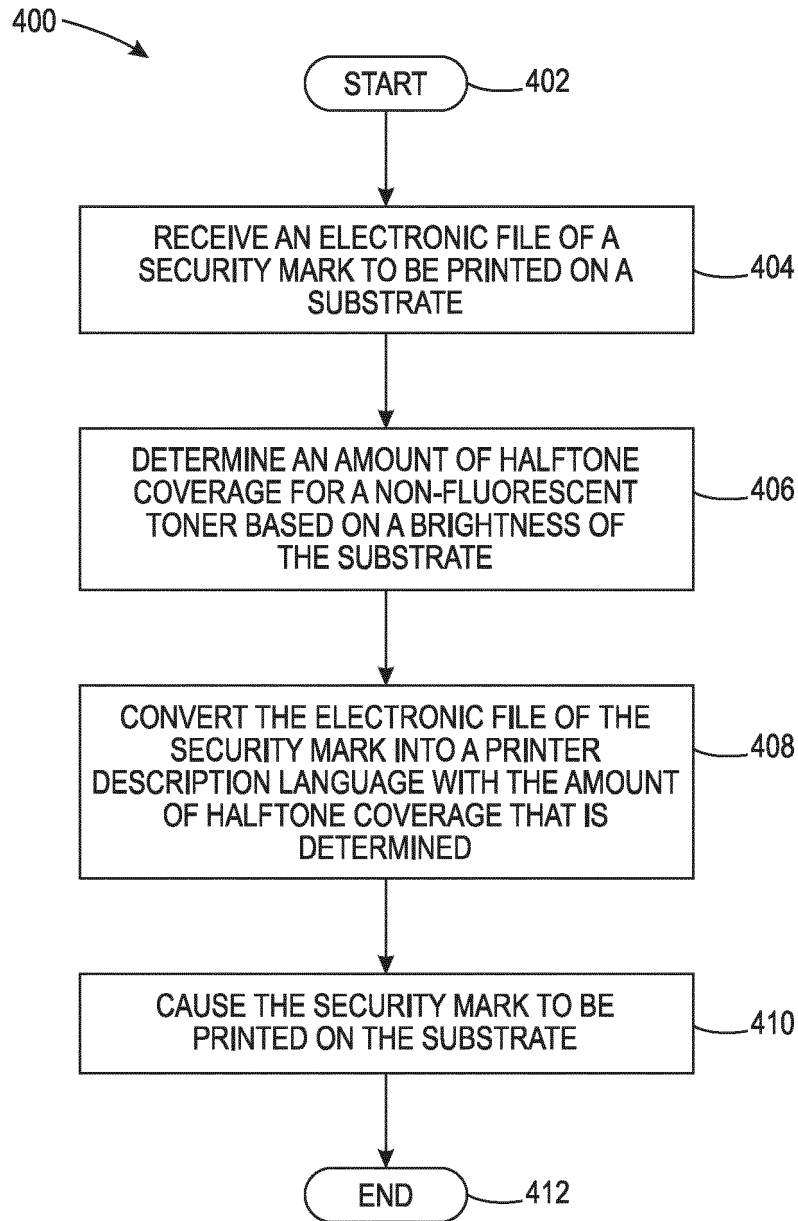 400
START
402
RECEIVE AN ELECTRONIC FILE OF A
SECURITY MARK TO BE PRINTED ON A
SUBSTRATE
404
DETERMINE AN AMOUNT OF HALFTONE
COVERAGE FOR A NON-FLUORESCENT
TONER BASED ON A BRIGHTNESS OF
THE SUBSTRATE
406
CONVERT THE ELECTRONIC FILE OF THE
SECURITY MARK INTO A PRINTER
DESCRIPTION LANGUAGE WITH THE AMOUNT
OF HALFTONE COVERAGE THAT IS
DETERMINED
408
CAUSE THE SECURITY MARK TO BE
PRINTED ON THE SUBSTRATE
410
END
412